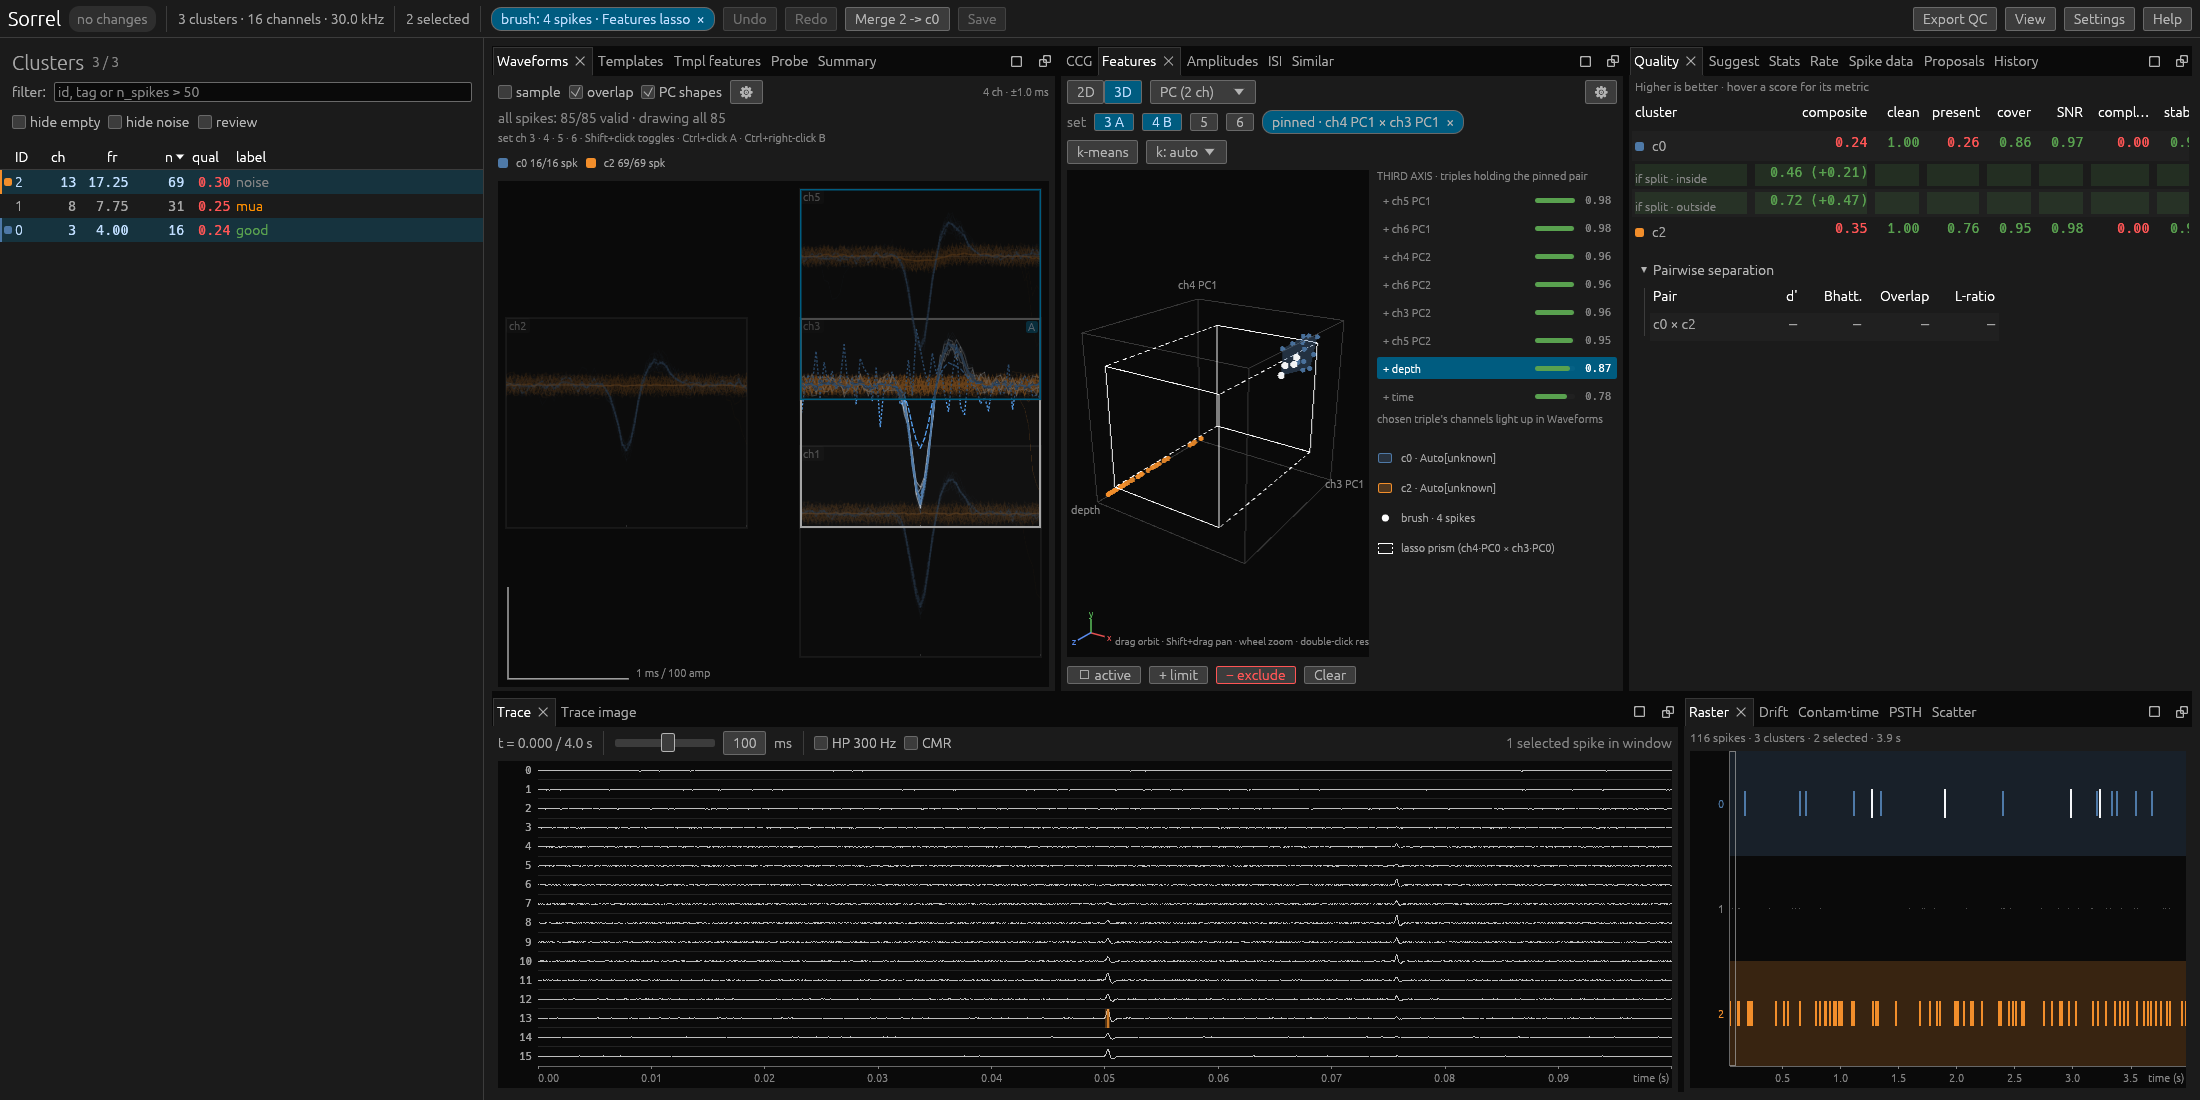 Sorrel no changes 3 clusters · 16 channels · 30.0 kHz 2 selected brush: 4 spikes · Features lasso × Undo Redo Merge 2 -> c0 Save Export QC View Settings Help
Clusters 3 / 3
filter: id, tag or n_spikes > 50
hide empty hide noise review
ID ch fr n▼ qual label
2 13 17.25 69 0.30 noise
1 8 7.75 31 0.25 mua
0 3 4.00 16 0.24 good
Waveforms Templates Tmpl features Probe Summary
sample overlap PC shapes 4 ch · ±1.0 ms
all spikes: 85/85 valid · drawing all 85
set ch 3 · 4 · 5 · 6 · Shift+click toggles · Ctrl+click A · Ctrl+right-click B
c0 16/16 spk c2 69/69 spk
ch5
ch2
ch3 A
ch1
1 ms / 100 amp
CCG Features Amplitudes ISI Similar
2D 3D PC (2 ch) ▼
set 3 A 4 B 5 6 pinned · ch4 PC1 × ch3 PC1 ×
k-means k: auto ▼
ch4 PC1
ch3 PC1
depth
y
z x
drag orbit · Shift+drag pan · wheel zoom · double-click res
THIRD AXIS · triples holding the pinned pair
+ ch5 PC1 0.98
+ ch6 PC1 0.98
+ ch4 PC2 0.96
+ ch6 PC2 0.96
+ ch3 PC2 0.96
+ ch5 PC2 0.95
+ depth 0.87
+ time 0.78
chosen triple's channels light up in Waveforms
c0 · Auto[unknown]
c2 · Auto[unknown]
brush · 4 spikes
lasso prism (ch4·PC0 × ch3·PC0)
active + limit − exclude Clear
Quality Suggest Stats Rate Spike data Proposals History
Higher is better · hover a score for its metric
cluster composite clean present cover SNR compl… stab
c0 0.24 1.00 0.26 0.86 0.97 0.00 0.9
if split · inside 0.46 (+0.21)
if split · outside 0.72 (+0.47)
c2 0.35 1.00 0.76 0.95 0.98 0.00 0.9
▼ Pairwise separation
Pair d' Bhatt. Overlap L-ratio
c0 × c2 — — — —
Trace Trace image
t = 0.000 / 4.0 s 100 ms HP 300 Hz CMR 1 selected spike in window
0
1
2
3
4
5
6
7
8
9
10
11
12
13
14
15
0.00 0.01 0.02 0.03 0.04 0.05 0.06 0.07 0.08 0.09 time (s)
Raster Drift Contam·time PSTH Scatter
116 spikes · 3 clusters · 2 selected · 3.9 s
0
1
2
0.5 1.0 1.5 2.0 2.5 3.0 3.5 time (s)